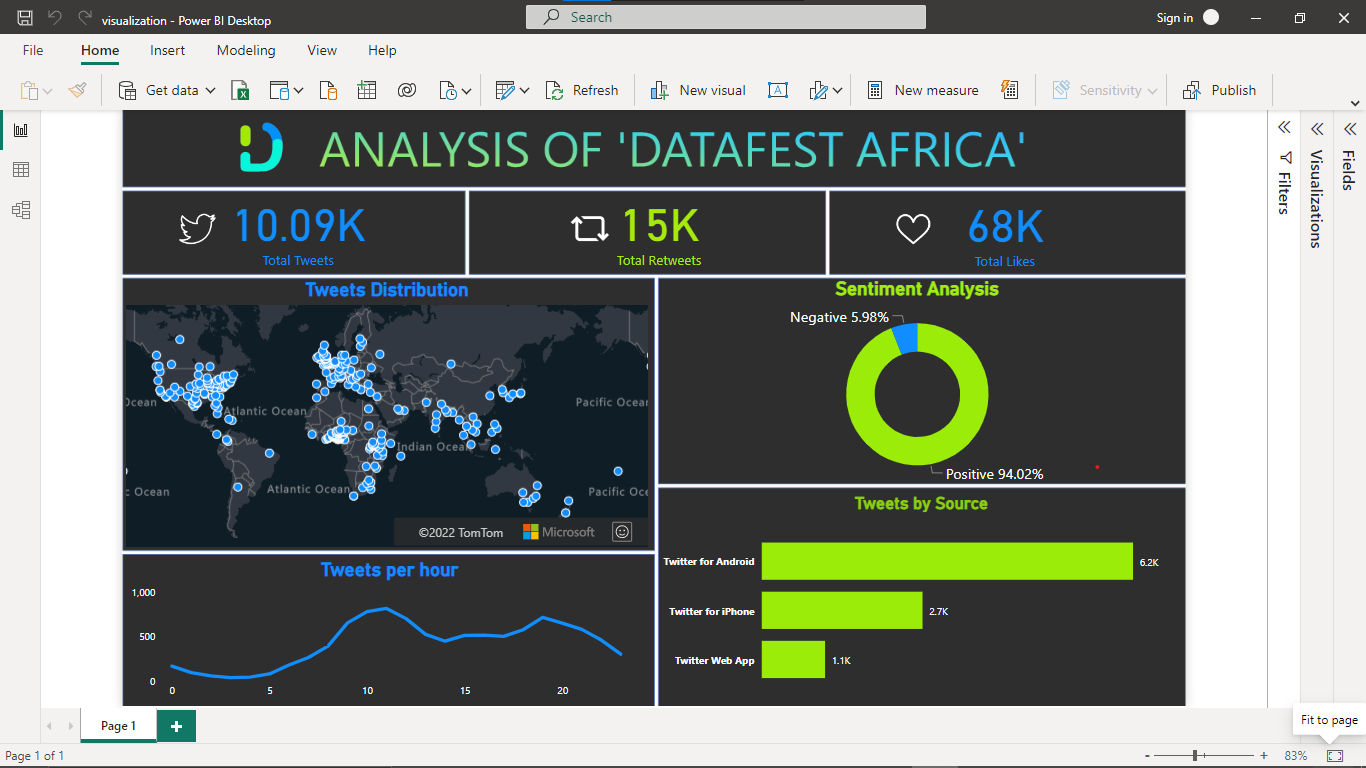 visualization - Power BI Desktop
Search
Sign in
File
Home
Insert
Modeling
View
Help
Get data
Refresh
New visual
New measure
Sensitivity
Publish
ANALYSIS OF 'DATAFEST AFRICA'
10.09K
Total Tweets
15K
Total Retweets
68K
Total Likes
Tweets Distribution
Ocean
Atlantic Ocean
Pacific Ocean
Indian Ocean
c Ocean
Atlantic Ocean
Pacific Oc
©2022 TomTom
Microsoft
Sentiment Analysis
Negative 5.98%
Positive 94.02%
Tweets per hour
1,000
500
0
0
5
10
15
20
Tweets by Source
Twitter for Android
6.2K
Twitter for iPhone
2.7K
Twitter Web App
1.1K
Filters
Visualizations
Fields
Page 1
Fit to page
Page 1 of 1
-
+
83%